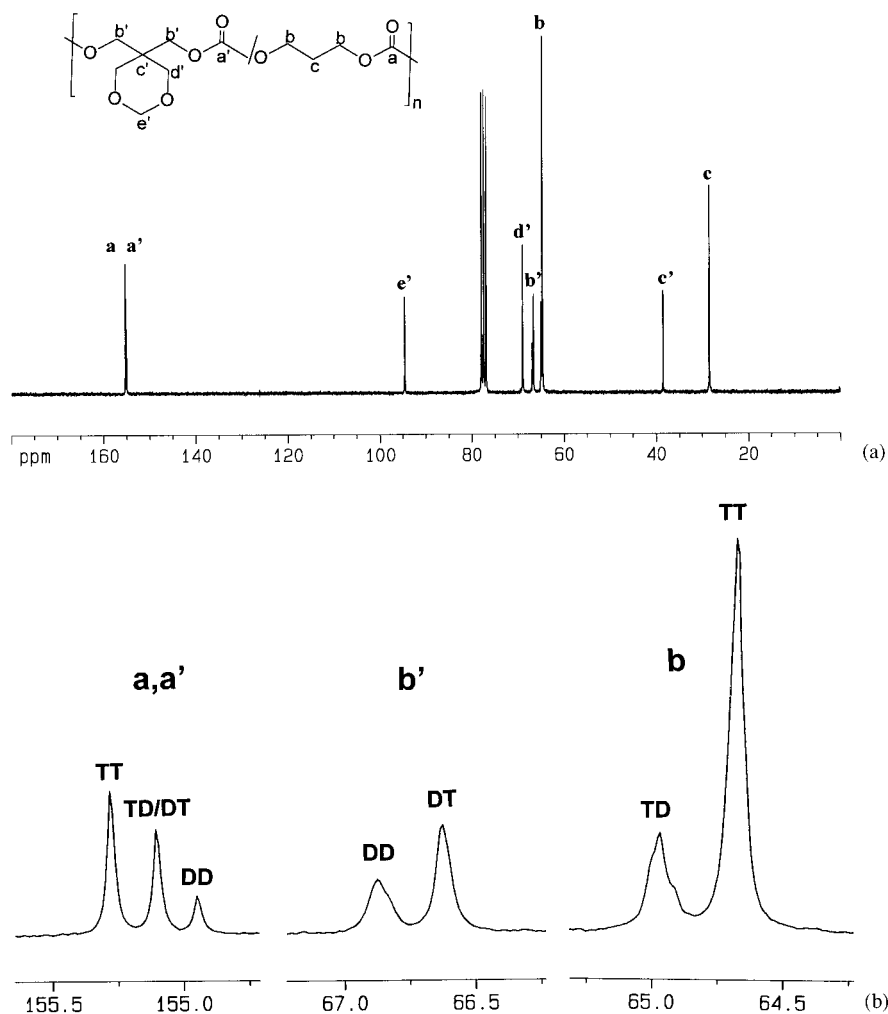 b
O
b' b' O b b
O O a' O c O a
c' d'
O O
e'
n
b
c
a a'
d'
e' b'
c'
ppm 160 140 120 100 80 60 40 20 (a)
TT
a,a' b' b
TT
TD/DT DT TD
DD DD
155.5 155.0 67.0 66.5 65.0 64.5 (b)